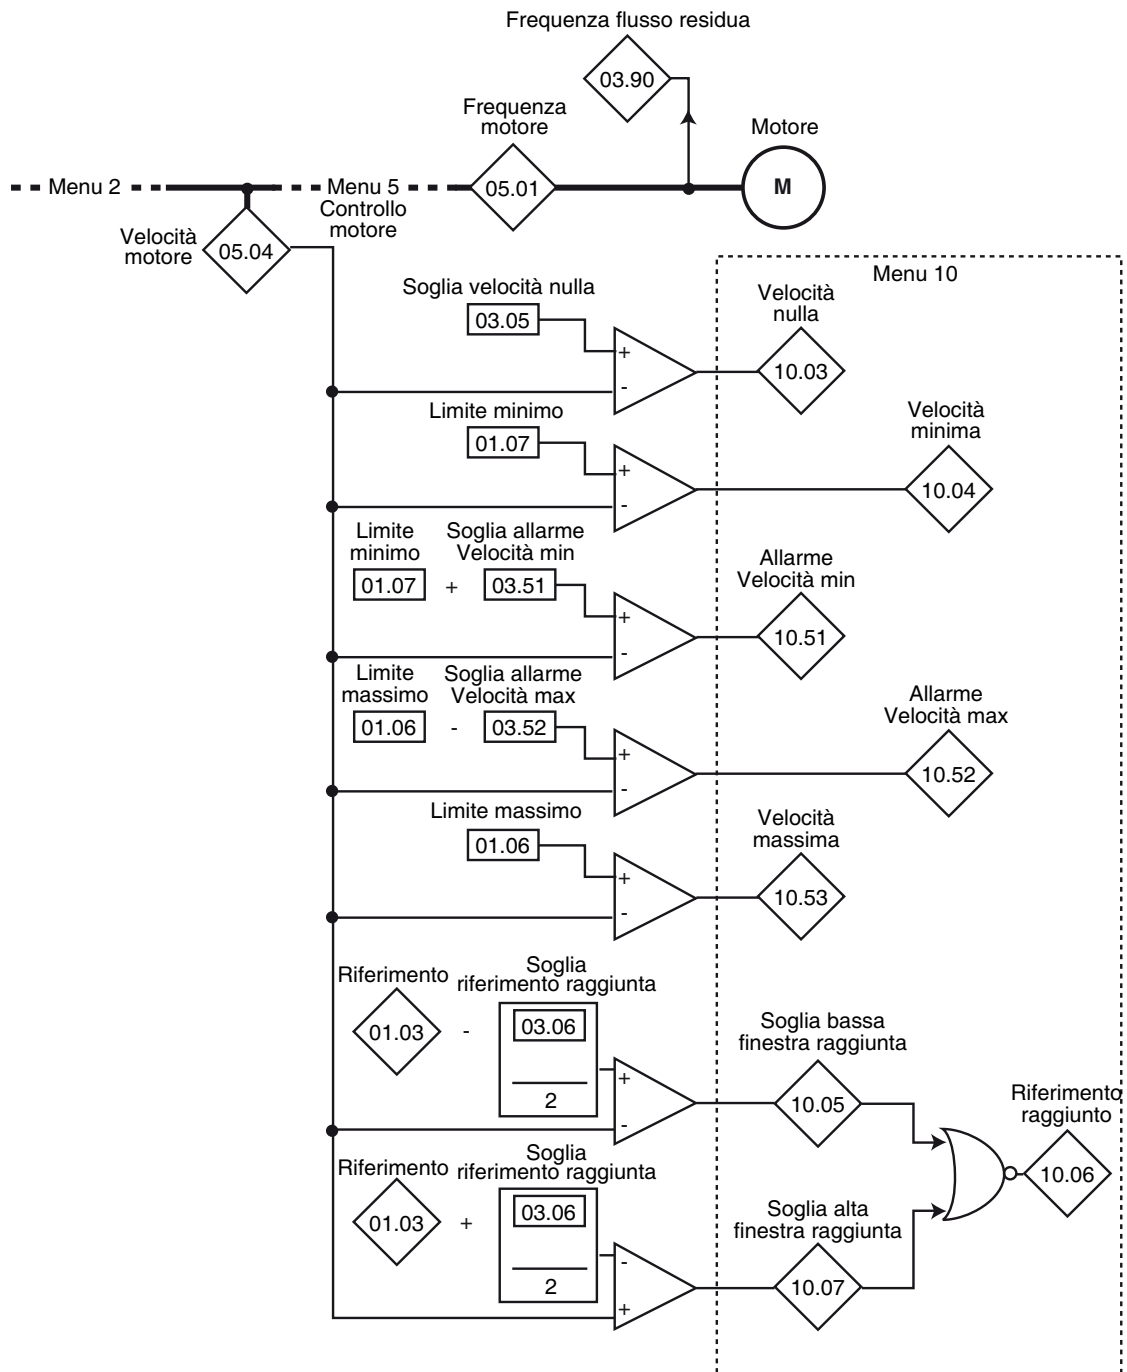 Frequenza flusso residua
03.90
Frequenza
motore
Motore
Menu 2
Menu 5
Controllo
motore
05.01
M
Velocità
motore
05.04
Menu 10
Soglia velocità nulla
03.05
+
-
Velocità
nulla
10.03
Limite minimo
01.07
+
-
Velocità
minima
10.04
Limite
minimo
01.07
+
Soglia allarme
Velocità min
03.51
+
-
Allarme
Velocità min
10.51
Limite
massimo
01.06
-
Soglia allarme
Velocità max
03.52
+
-
Allarme
Velocità max
10.52
Limite massimo
01.06
+
-
Velocità
massima
10.53
Riferimento
01.03
-
Soglia
riferimento raggiunta
03.06
2
+
-
Soglia bassa
finestra raggiunta
10.05
Riferimento
raggiunto
10.06
Riferimento
01.03
+
Soglia
riferimento raggiunta
03.06
2
-
+
Soglia alta
finestra raggiunta
10.07